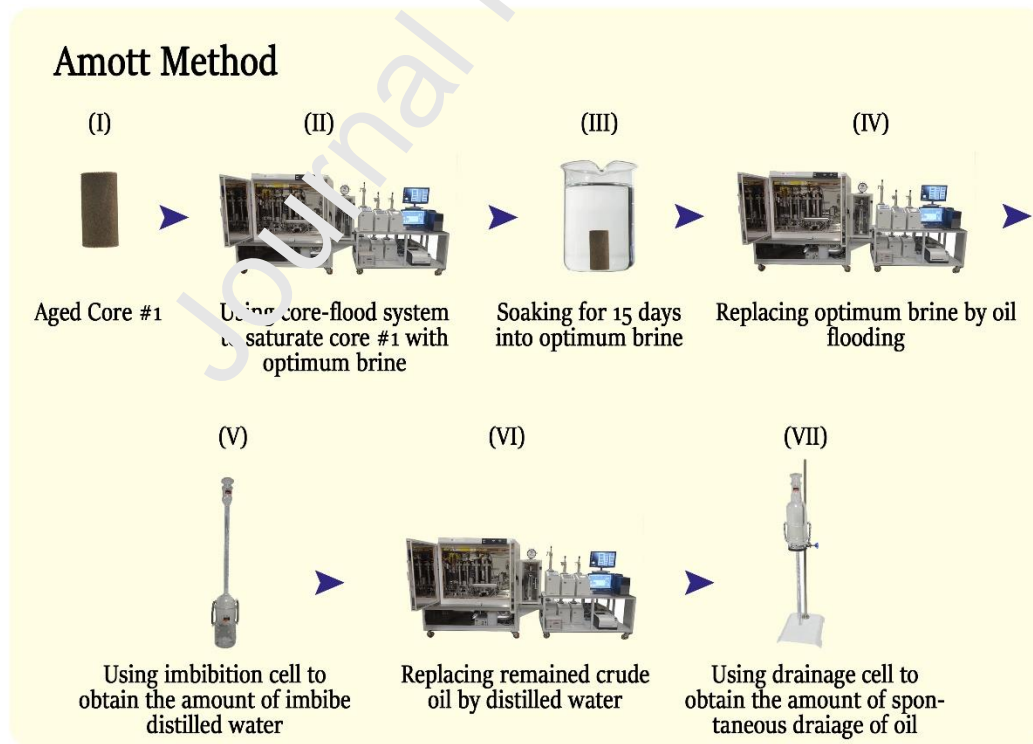 Journal
Amott Method
(I)
(II)
(III)
(IV)
Aged Core #1
Using core-flood system
to saturate core #1 with
optimum brine
Soaking for 15 days
into optimum brine
Replacing optimum brine by oil
flooding
(V)
(VI)
(VII)
Using imbibition cell to
obtain the amount of imbibe
distilled water
Replacing remained crude
oil by distilled water
Using drainage cell to
obtain the amount of spon-
taneous draiage of oil